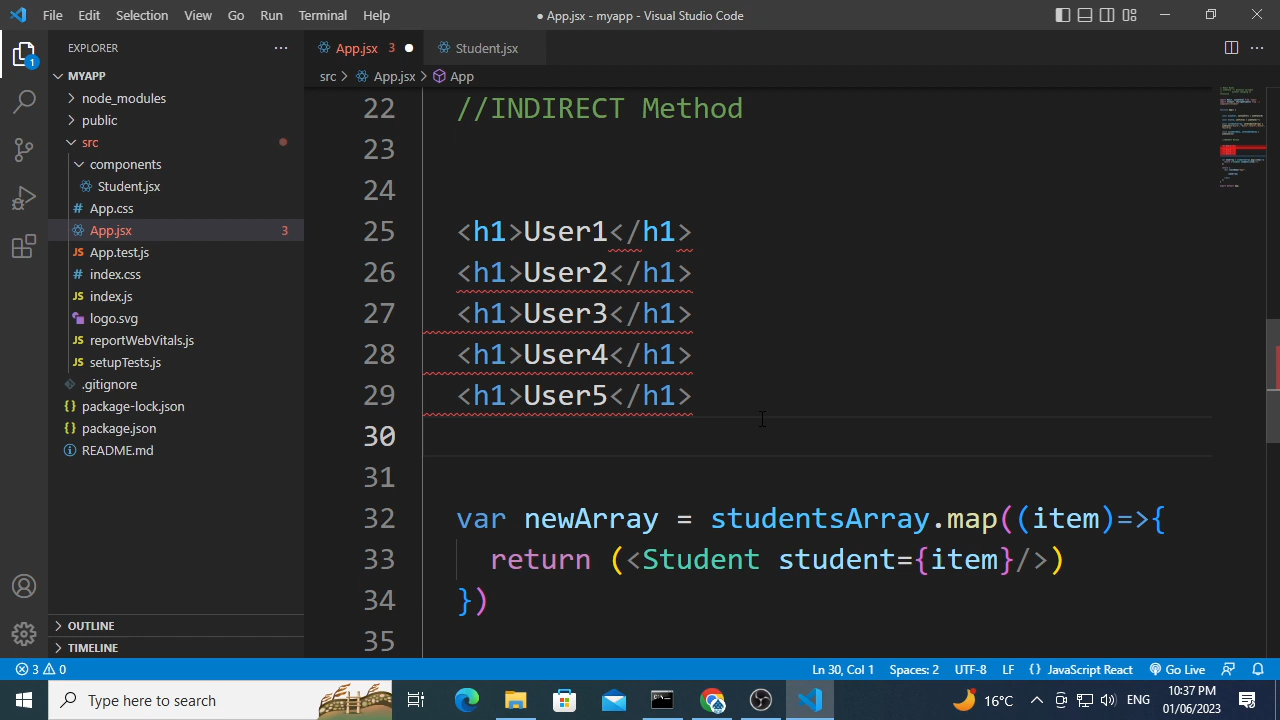 File Edit Selection View Go Run Terminal Help
● App.jsx - myapp - Visual Studio Code
EXPLORER
App.jsx 3
Student.jsx
MYAPP
src > App.jsx > App
node_modules
public
src
components
Student.jsx
App.css
App.jsx 3
App.test.js
index.css
index.js
logo.svg
reportWebVitals.js
setupTests.js
.gitignore
package-lock.json
package.json
README.md
OUTLINE
TIMELINE
22 //INDIRECT Method
23
24
25 <h1>User1</h1>
26 <h1>User2</h1>
27 <h1>User3</h1>
28 <h1>User4</h1>
29 <h1>User5</h1>
30
31
32 var newArray = studentsArray.map((item)=>{
33 return (<Student student={item}/>)
34 })
35
3 0
Ln 30, Col 1 Spaces: 2 UTF-8 LF {} JavaScript React Go Live
Type here to search
16°C
ENG
10:37 PM
01/06/2023